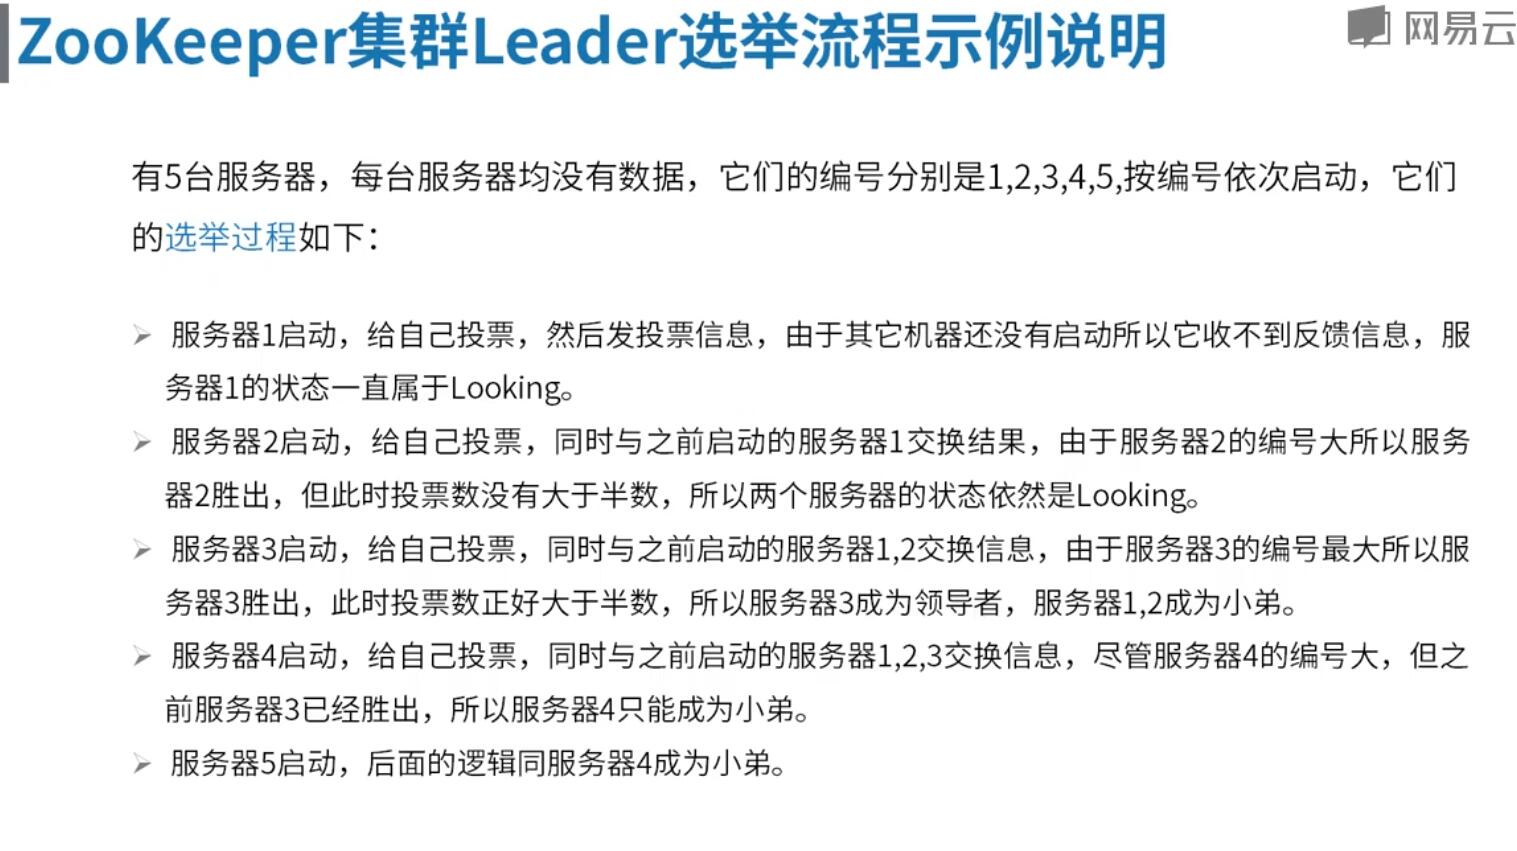 ZooKeeper集群Leader选举流程示例说明
网易云
有5台服务器，每台服务器均没有数据，它们的编号分别是1,2,3,4,5,按编号依次启动，它们
的选举过程如下：
服务器1启动，给自己投票，然后发投票信息，由于其它机器还没有启动所以它收不到反馈信息，服
务器1的状态一直属于Looking。
服务器2启动，给自己投票，同时与之前启动的服务器1交换结果，由于服务器2的编号大所以服务
器2胜出，但此时投票数没有大于半数，所以两个服务器的状态依然是Looking。
服务器3启动，给自己投票，同时与之前启动的服务器1,2交换信息，由于服务器3的编号最大所以服
务器3胜出，此时投票数正好大于半数，所以服务器3成为领导者，服务器1,2成为小弟。
服务器4启动，给自己投票，同时与之前启动的服务器1,2,3交换信息，尽管服务器4的编号大，但之
前服务器3已经胜出，所以服务器4只能成为小弟。
服务器5启动，后面的逻辑同服务器4成为小弟。